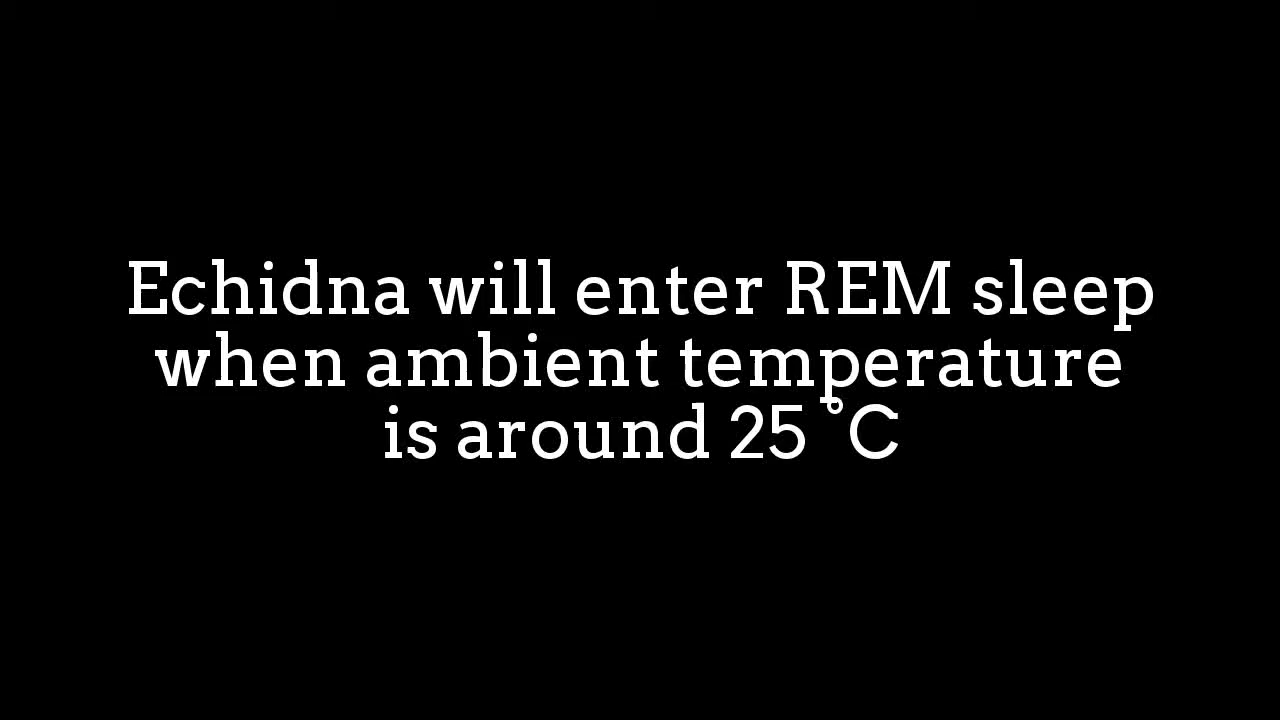 Echidna will enter REM sleep
when ambient temperature
is around 25 ˚C